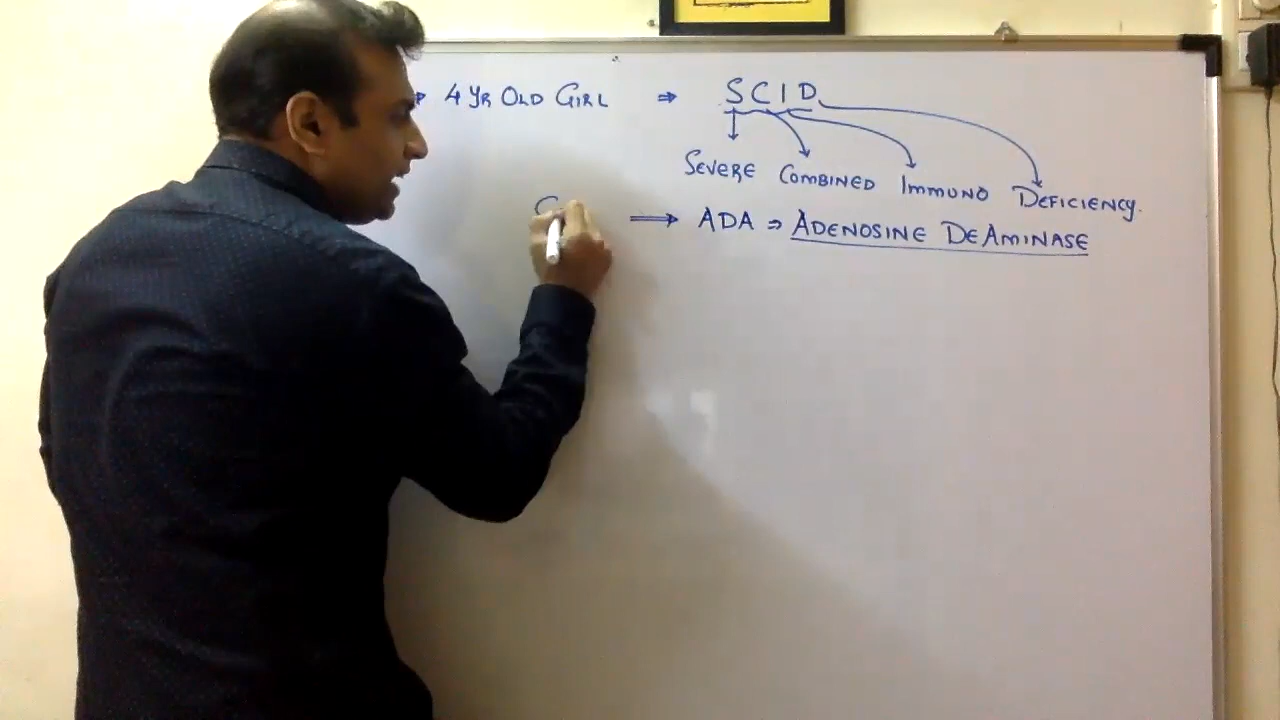 → 4 YR OLD GIRL ⇒ SCID
SEVERE COMBINED IMMUNO DEFICIENCY.
G ⟹ ADA ⇒ ADENOSINE DEAMINASE